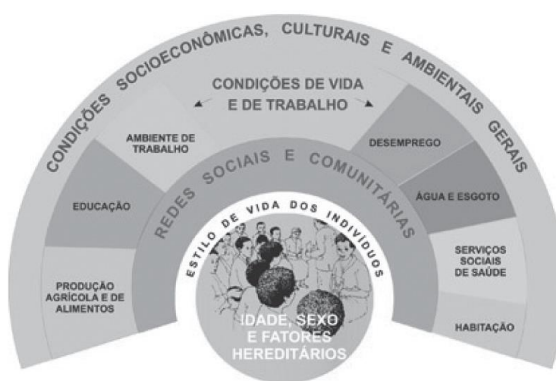 CONDIÇÕES SOCIOECONÔMICAS, CULTURAIS E AMBIENTAIS GERAIS
CONDIÇÕES DE VIDA
E DE TRABALHO
AMBIENTE DE
TRABALHO
DESEMPREGO
REDES SOCIAIS E COMUNITÁRIAS
EDUCAÇÃO
ÁGUA E ESGOTO
ESTILO DE VIDA DOS INDIVÍDUOS
SERVIÇOS
SOCIAIS
DE SAÚDE
PRODUÇÃO
AGRÍCOLA E DE
ALIMENTOS
HABITAÇÃO
IDADE, SEXO
E FATORES
HEREDITÁRIOS